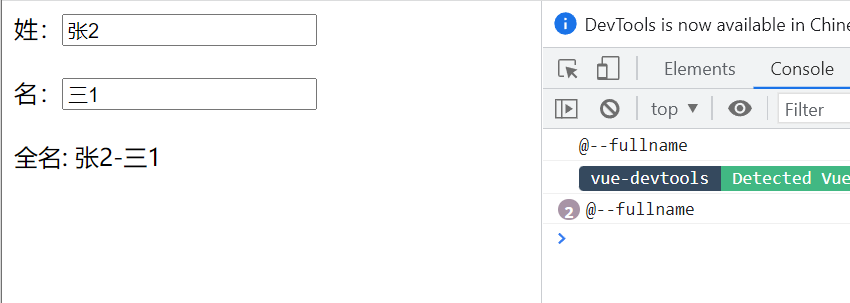 姓：张2
名：三1
全名: 张2-三1
DevTools is now available in Chine
Elements Console
top ▼ Filter
@--fullname
vue-devtools Detected Vue
2 @--fullname